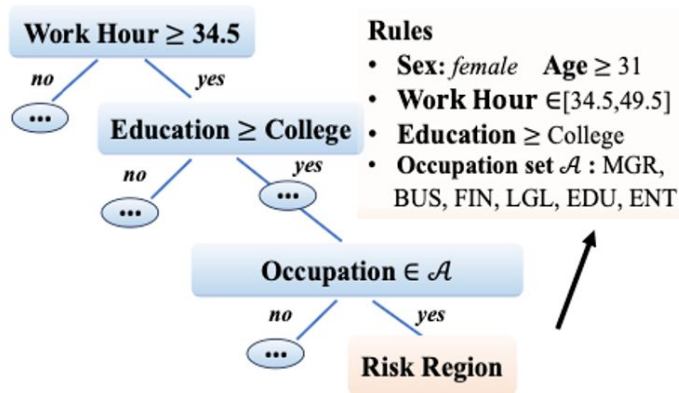 Work Hour ≥ 34.5
no
yes
...
Education ≥ College
no
yes
...
...
Occupation ∈ 𝒜
no
yes
...
Risk Region
Rules
• Sex: female Age ≥ 31
• Work Hour ∈[34.5,49.5]
• Education ≥ College
• Occupation set 𝒜 : MGR,
BUS, FIN, LGL, EDU, ENT